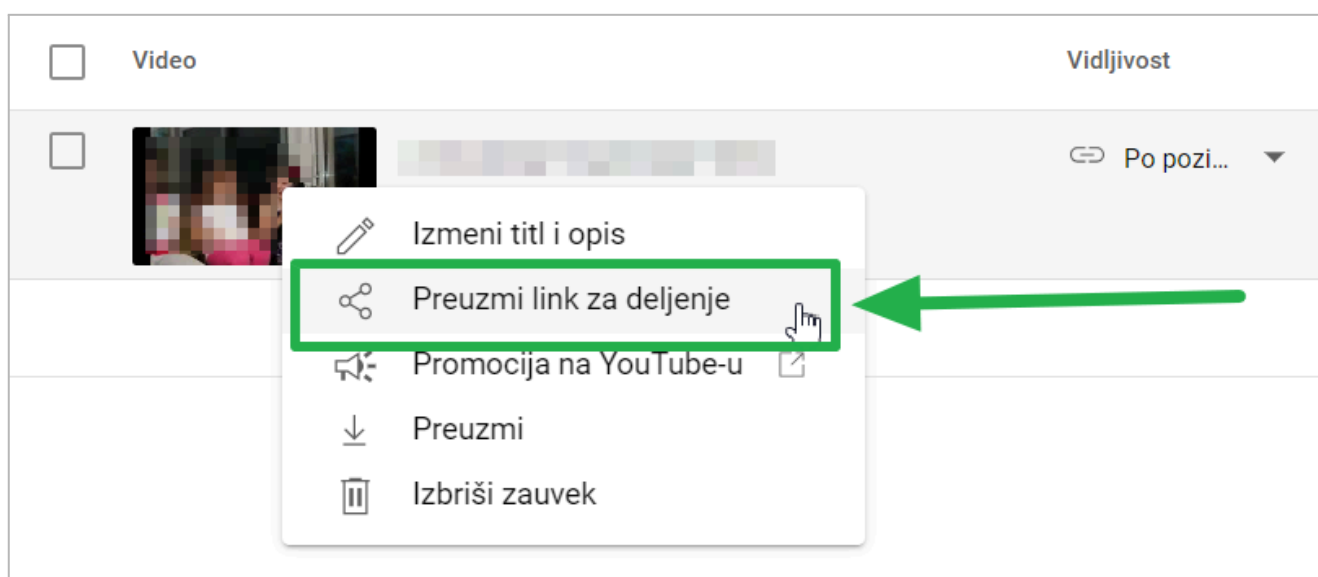 Video
Vidljivost
Po pozi...
Izmeni titl i opis
Preuzmi link za deljenje
Promocija na YouTube-u
Preuzmi
Izbriši zauvek